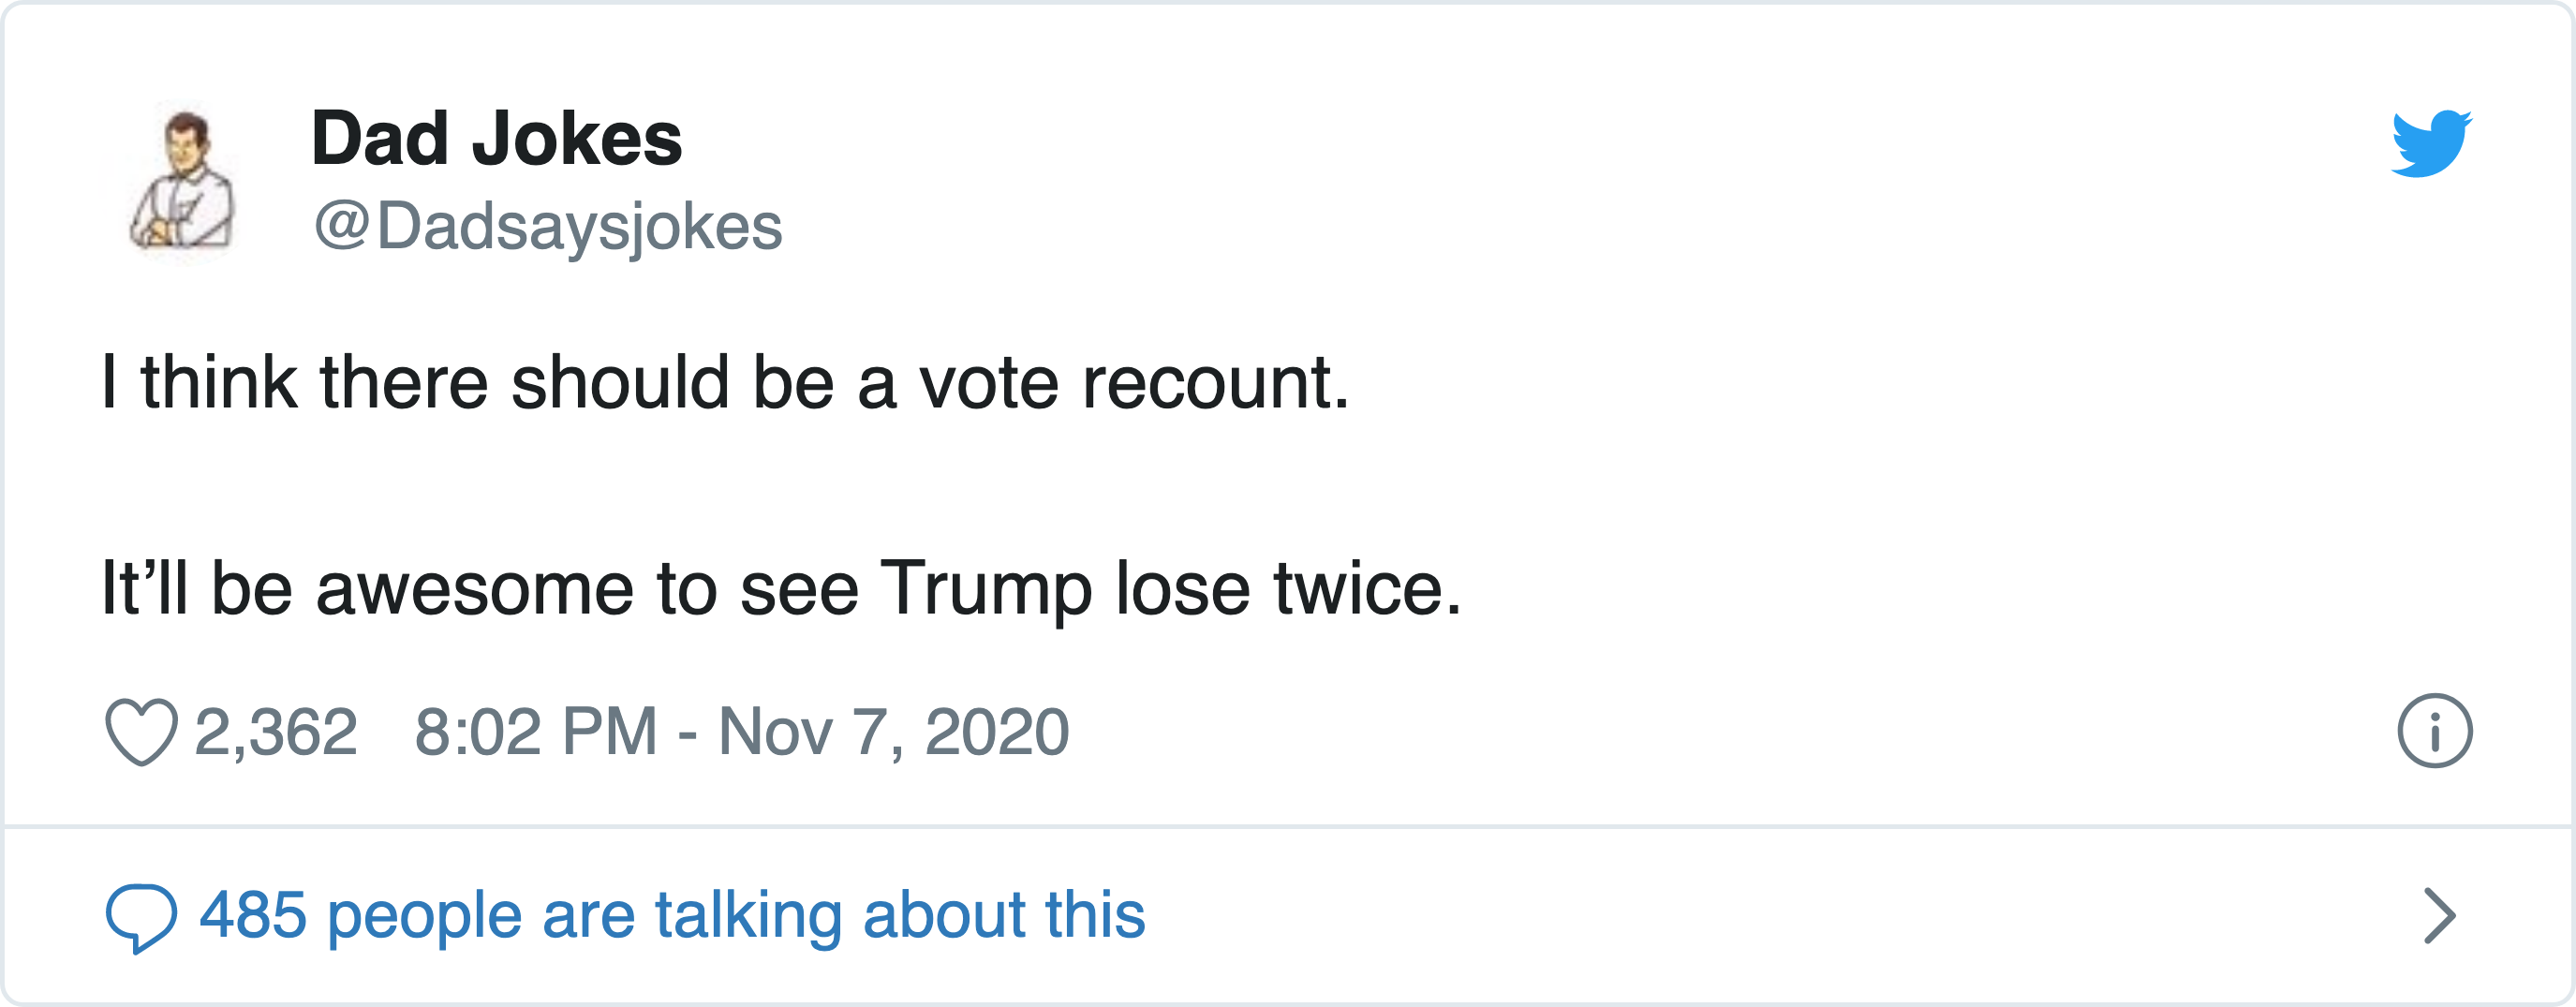 Dad Jokes
@Dadsaysjokes
I think there should be a vote recount.
It’ll be awesome to see Trump lose twice.
2,362 8:02 PM - Nov 7, 2020
485 people are talking about this